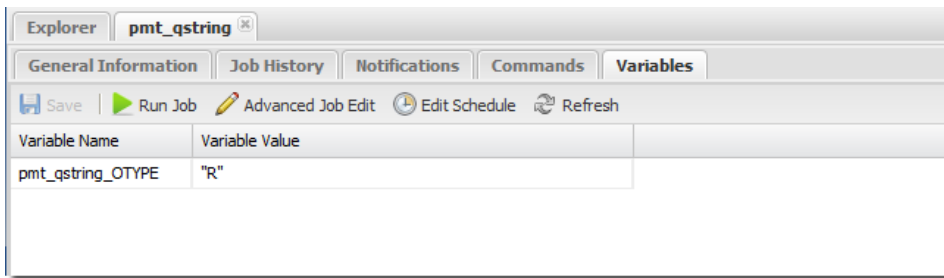 Explorer pmt_qstring
General Information Job History Notifications Commands Variables
Save Run Job Advanced Job Edit Edit Schedule Refresh
Variable Name Variable Value
pmt_qstring_OTYPE "R"